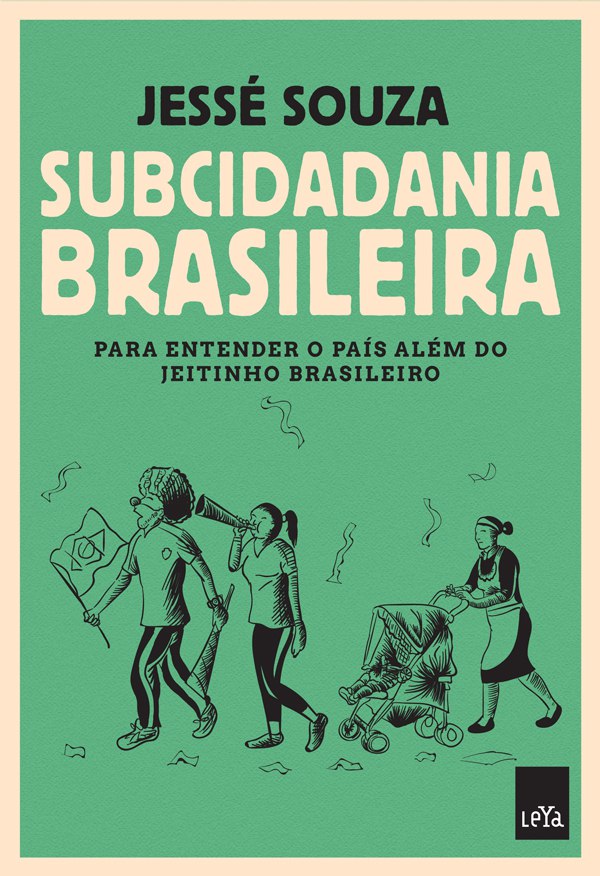 JESSÉ SOUZA
SUBCIDADANIA
BRASILEIRA
PARA ENTENDER O PAÍS ALÉM DO
JEITINHO BRASILEIRO
LeYa